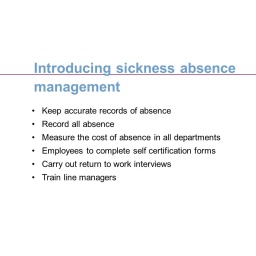 Introducing sickness absence
management
• Keep accurate records of absence
• Record all absence
• Measure the cost of absence in all departments
• Employees to complete self certification forms
• Carry out return to work interviews
• Train line managers